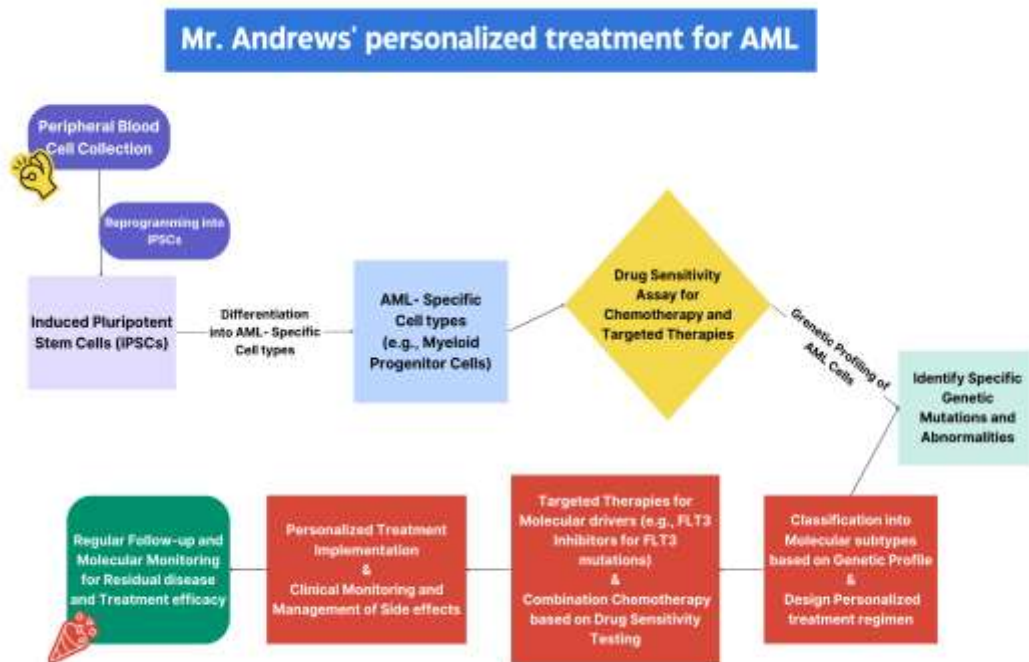 Mr. Andrews' personalized treatment for AML
Peripheral Blood
Cell Collection
Reprogramming into
iPSCs
Induced Pluripotent
Stem Cells (iPSCs)
Differentiation
into AML- Specific
Cell types
AML- Specific
Cell types
(e.g., Myeloid
Progenitor Cells)
Drug Sensitivity
Assay for
Chemotherapy and
Targeted Therapies
Grenetic Profiling of
AML Cells
Identify Specific
Genetic
Mutations and
Abnormalities
Classification into
Molecular subtypes
based on Genetic Profile
&
Design Personalized
treatment regimen
Targeted Therapies for
Molecular drivers (e.g., FLT3
Inhibitors for FLT3
mutations)
&
Combination Chemotherapy
based on Drug Sensitivity
Testing
Personalized Treatment
Implementation
&
Clinical Monitoring and
Management of Side effects
Regular Follow-up and
Molecular Monitoring
for Residual disease
and Treatment efficacy